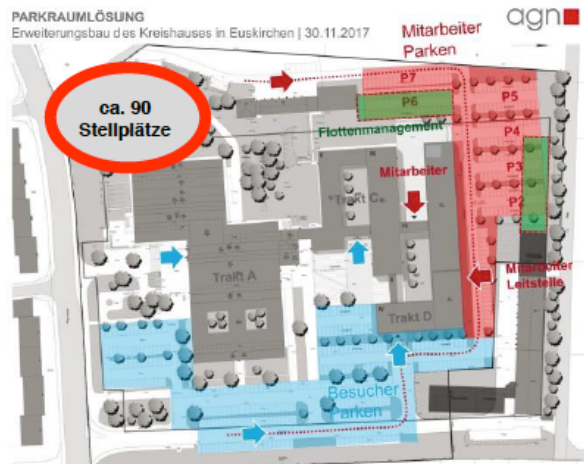 PARKRAUMLÖSUNG
Erweiterungsbau des Kreishauses in Euskirchen | 30.11.2017
agn
Mitarbeiter
Parken
ca. 90
Stellplätze
P7
P6
P5
Flottenmanagement
P4
P3
P2
Mitarbeiter
Trakt C
Trakt A
Mitarbeiter
Leitstelle
Trakt D
Besucher
Parken